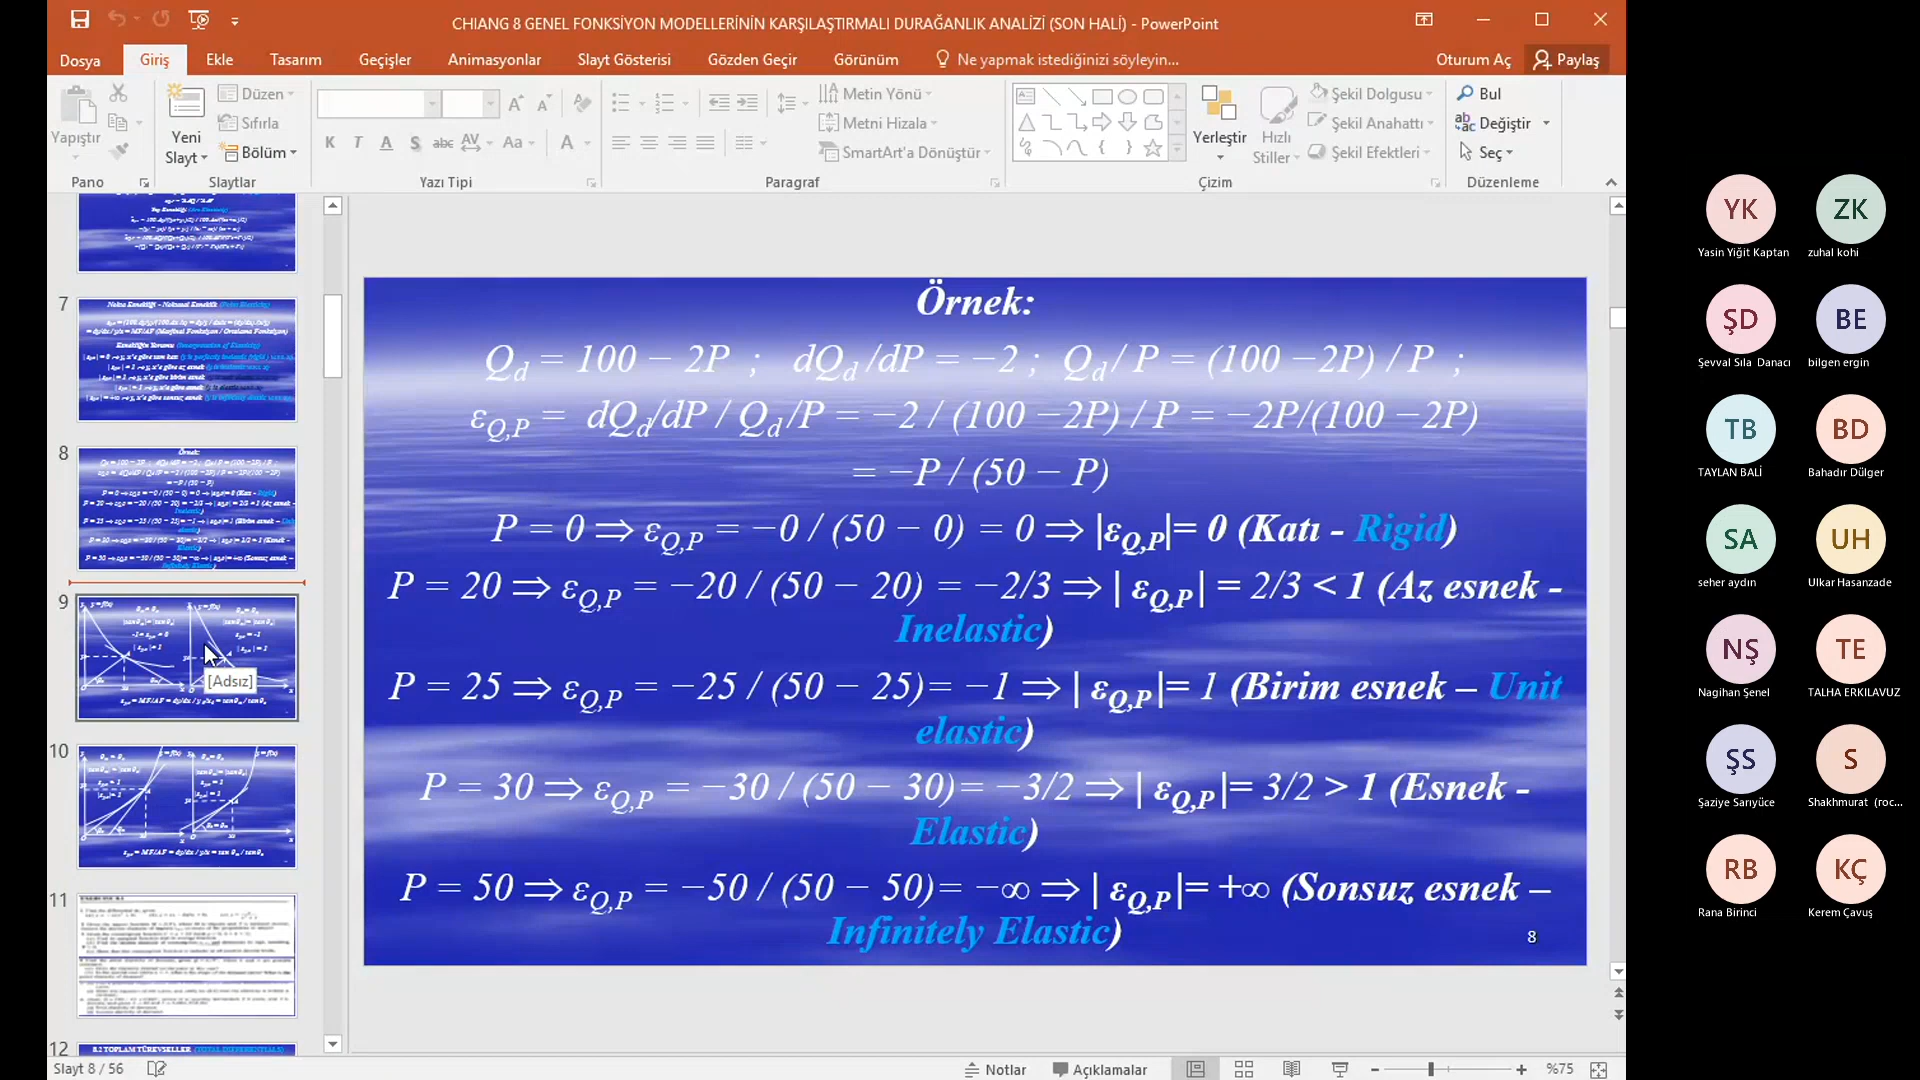 CHIANG 8 GENEL FONKSİYON MODELLERİNİN KARŞILAŞTIRMALI DURAĞANLIK ANALİZİ (SON HALİ) - PowerPoint
Dosya Giriş Ekle Tasarım Geçişler Animasyonlar Slayt Gösterisi Gözden Geçir Görünüm Ne yapmak istediğinizi söyleyin... Oturum Aç Paylaş
Yapıştır
Yeni Slayt
Düzen
Sıfırla
Bölüm
K T A S abc AV Aa A
Metin Yönü
Metni Hizala
SmartArt'a Dönüştür
Yerleştir
Hızlı Stiller
Şekil Dolgusu
Şekil Anahattı
Şekil Efektleri
Bul
Değiştir
Seç
Pano Slaytlar Yazı Tipi Paragraf Çizim Düzenleme
7
8
9
[Adsız]
10
11
12
Örnek:
Qd = 100 − 2P ; dQd /dP = −2 ; Qd / P = (100 −2P) / P ;
εQ,P = dQd/dP / Qd /P = −2 / (100 −2P) / P = −2P/(100 −2P)
= −P / (50 − P)
P = 0 ⇒ εQ,P = −0 / (50 − 0) = 0 ⇒ |εQ,P|= 0 (Katı - Rigid)
P = 20 ⇒ εQ,P = −20 / (50 − 20) = −2/3 ⇒ | εQ,P| = 2/3 < 1 (Az esnek -
Inelastic)
P = 25 ⇒ εQ,P = −25 / (50 − 25)= −1 ⇒ | εQ,P|= 1 (Birim esnek – Unit
elastic)
P = 30 ⇒ εQ,P = −30 / (50 − 30)= −3/2 ⇒ | εQ,P|= 3/2 > 1 (Esnek -
Elastic)
P = 50 ⇒ εQ,P = −50 / (50 − 50)= −∞ ⇒ | εQ,P|= +∞ (Sonsuz esnek –
Infinitely Elastic)
8
Slayt 8 / 56
Notlar Açıklamalar %75
YK ZK
Yasin Yiğit Kaptan zuhal kohi
ŞD BE
Şevval Sıla Danacı bilgen ergin
TB BD
TAYLAN BALİ Bahadır Dülger
SA UH
seher aydın Ulkar Hasanzade
NŞ TE
Nagihan Şenel TALHA ERKILAVUZ
ŞS S
Şaziye Sarıyüce Shakhmurat (roc...
RB KÇ
Rana Birinci Kerem Çavuş